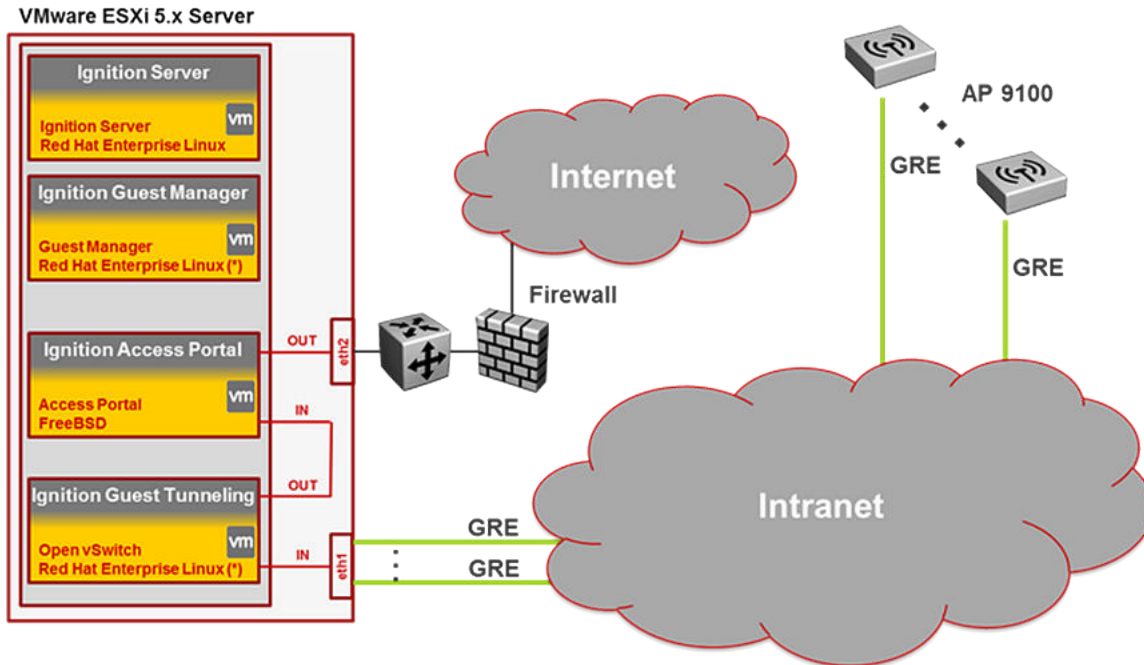 VMware ESXi 5.x Server
Ignition Server
vm
Ignition Server
Red Hat Enterprise Linux
Ignition Guest Manager
vm
Guest Manager
Red Hat Enterprise Linux (*)
Ignition Access Portal
vm
Access Portal
FreeBSD
OUT
IN
eth2
Ignition Guest Tunneling
vm
Open vSwitch
Red Hat Enterprise Linux (*)
OUT
IN
eth1
Internet
Firewall
AP 9100
GRE
GRE
Intranet
GRE
GRE